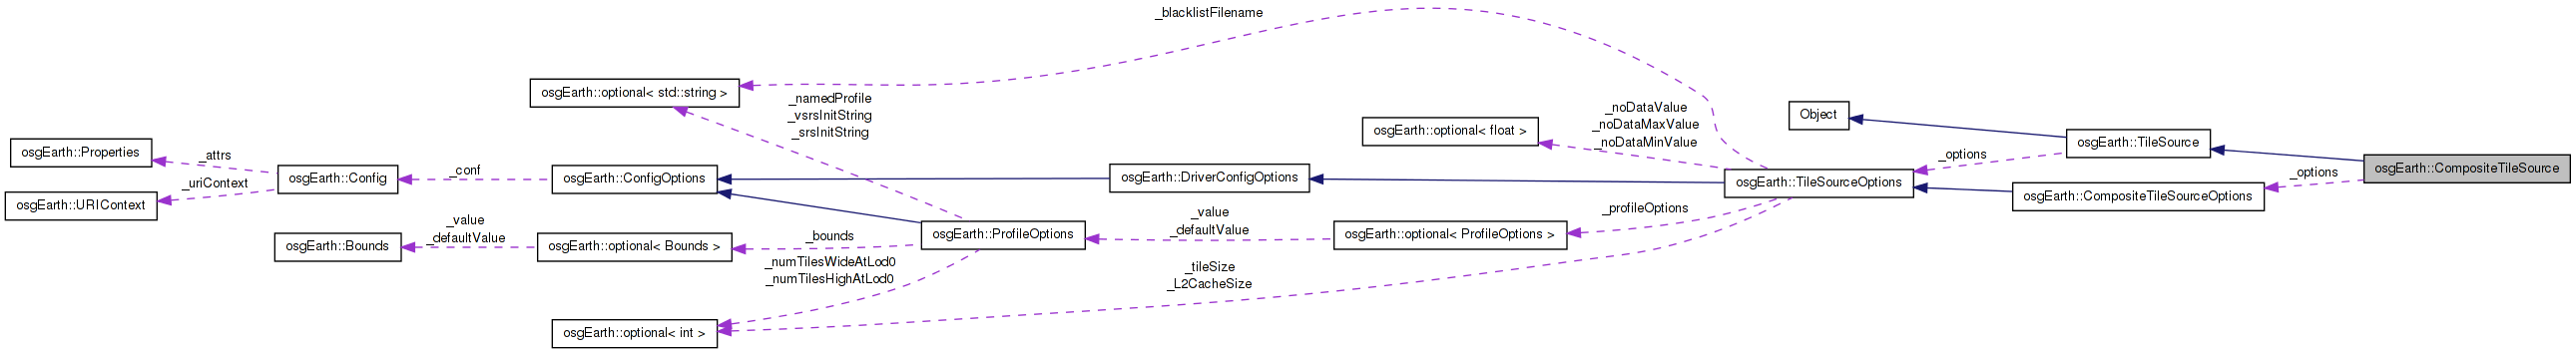 _blacklistFilename
osgEarth::optional< std::string >
_namedProfile
_vsrsInitString
_srsInitString
_noDataValue
_noDataMaxValue
_noDataMinValue
osgEarth::optional< float >
Object
osgEarth::TileSource
osgEarth::Properties
_attrs
_uriContext
osgEarth::URIContext
osgEarth::Config
_conf
osgEarth::ConfigOptions
osgEarth::DriverConfigOptions
osgEarth::TileSourceOptions
_options
osgEarth::CompositeTileSource
_options
osgEarth::CompositeTileSourceOptions
_profileOptions
osgEarth::Bounds
_value
_defaultValue
osgEarth::optional< Bounds >
_bounds
osgEarth::ProfileOptions
_value
_defaultValue
osgEarth::optional< ProfileOptions >
_numTilesWideAtLod0
_numTilesHighAtLod0
_tileSize
_L2CacheSize
osgEarth::optional< int >